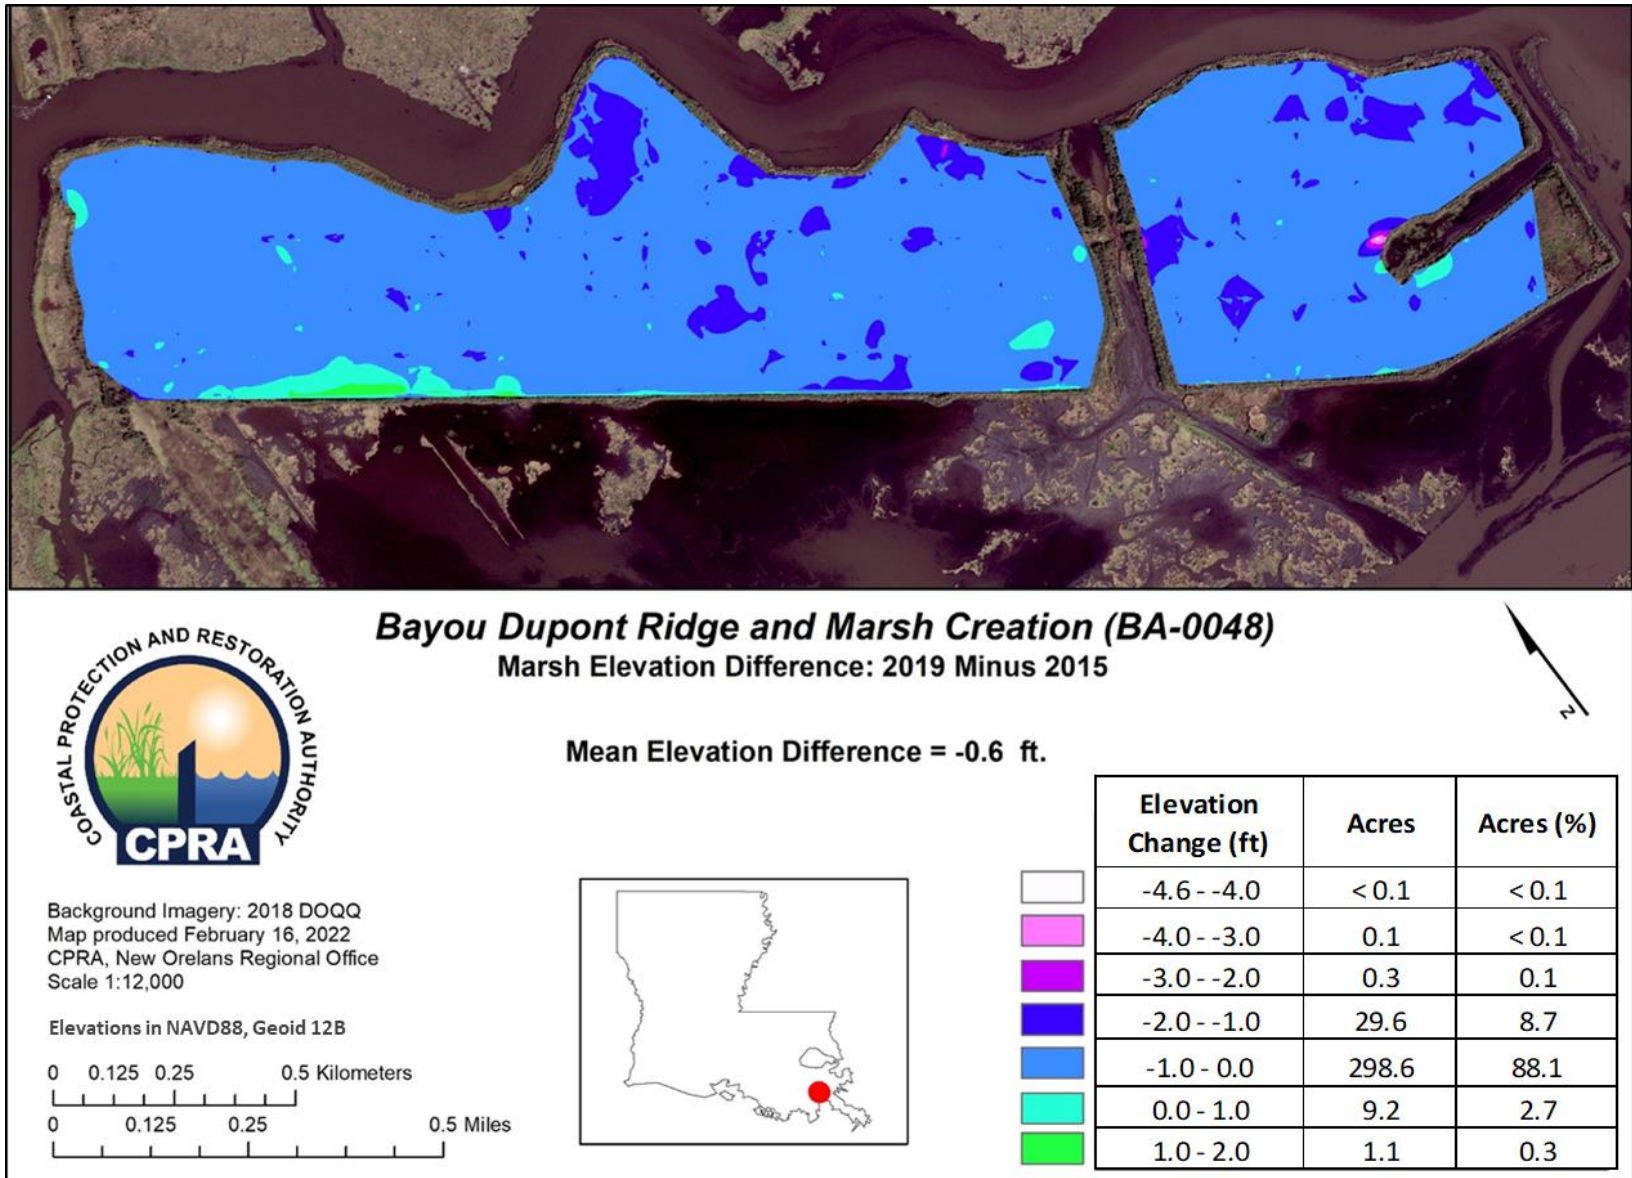 Bayou Dupont Ridge and Marsh Creation (BA-0048)
Marsh Elevation Difference: 2019 Minus 2015
Mean Elevation Difference = -0.6 ft.
N
COASTAL PROTECTION AND RESTORATION AUTHORITY
CPRA
Background Imagery: 2018 DOQQ
Map produced February 16, 2022
CPRA, New Orelans Regional Office
Scale 1:12,000
Elevations in NAVD88, Geoid 12B
0 0.125 0.25 0.5 Kilometers
0 0.125 0.25 0.5 Miles
Elevation Change (ft) Acres Acres (%)
-4.6 - -4.0 < 0.1 < 0.1
-4.0 - -3.0 0.1 < 0.1
-3.0 - -2.0 0.3 0.1
-2.0 - -1.0 29.6 8.7
-1.0 - 0.0 298.6 88.1
0.0 - 1.0 9.2 2.7
1.0 - 2.0 1.1 0.3